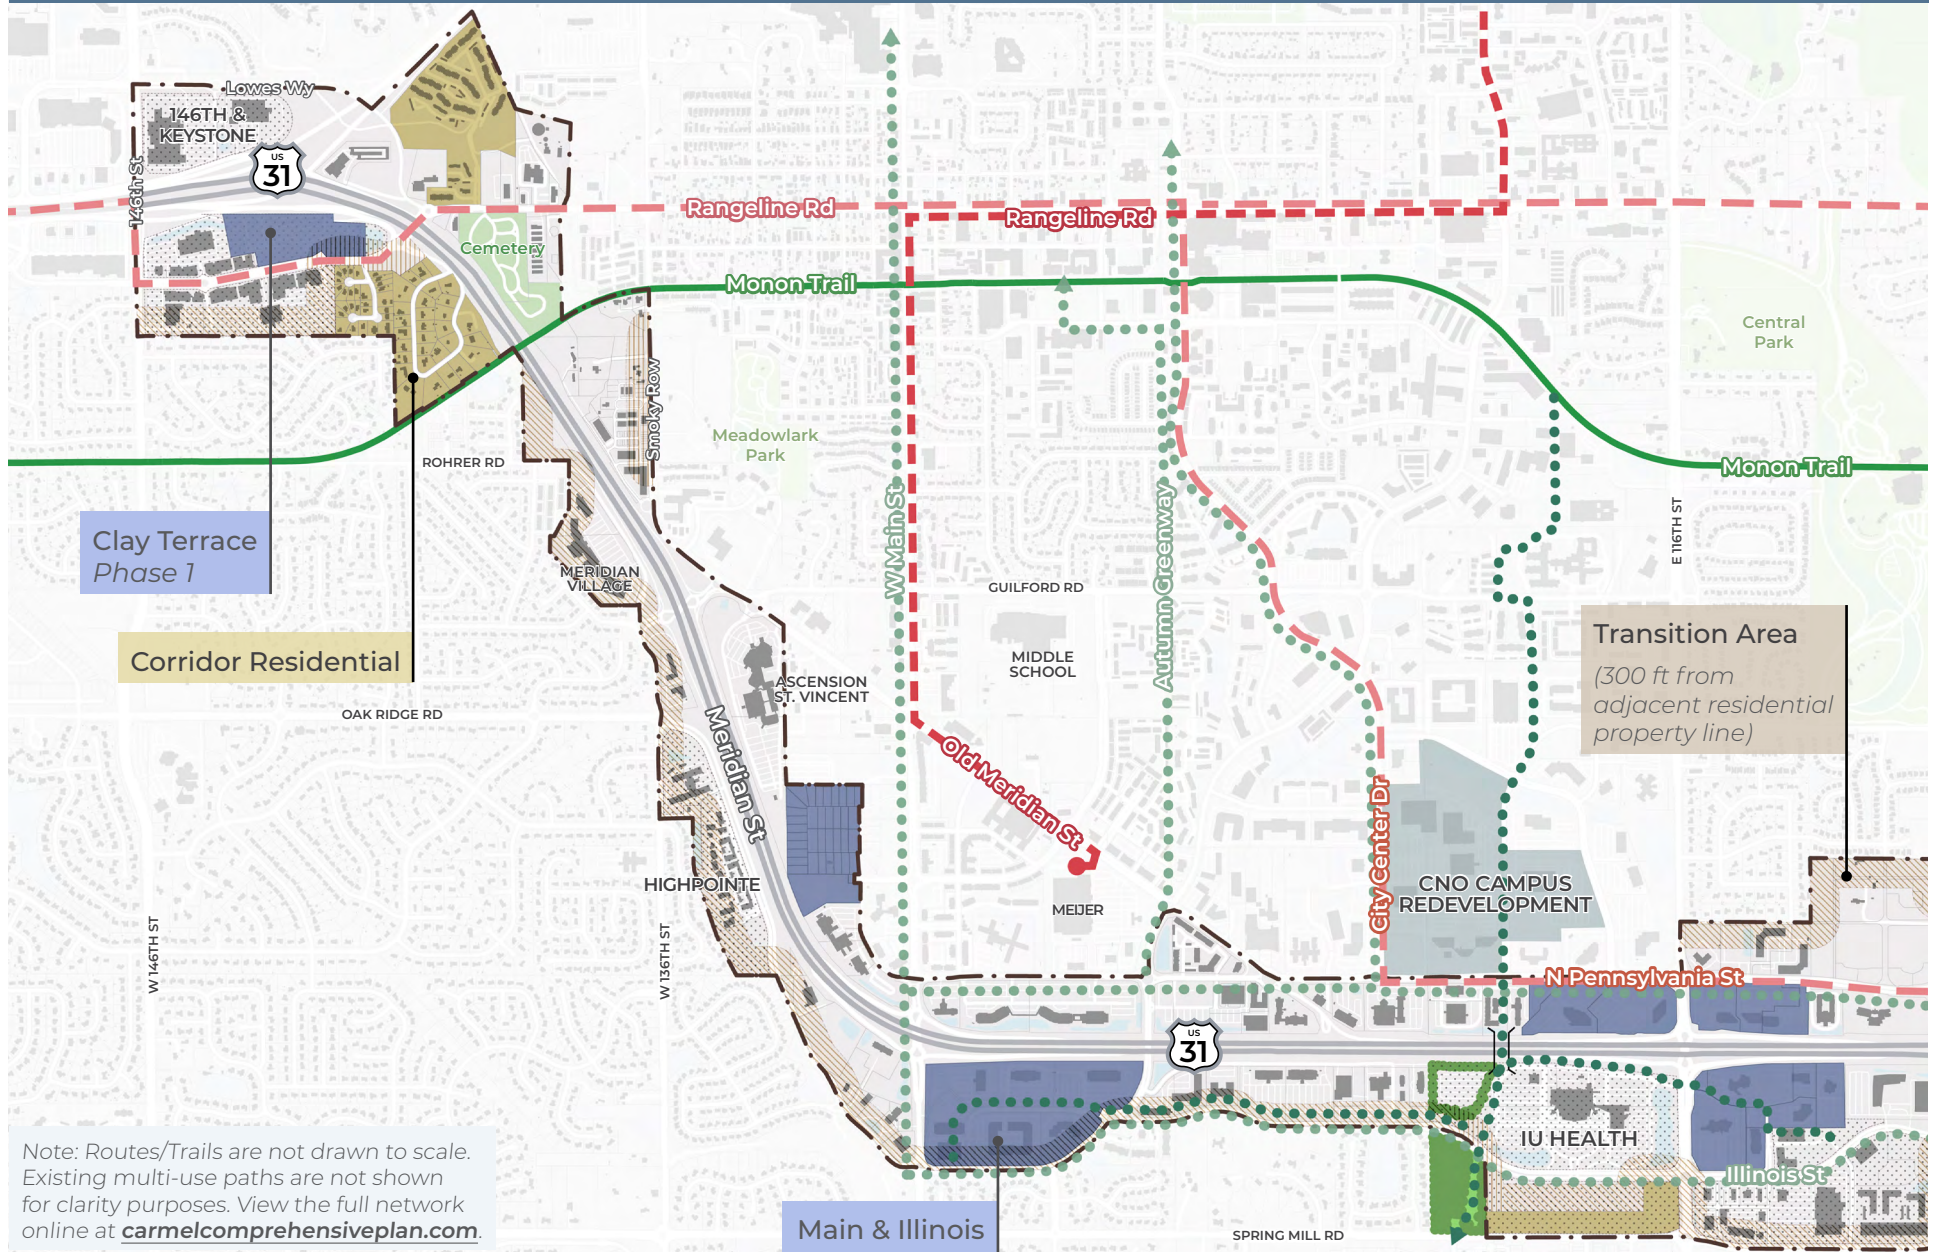 Lowes Wy
146TH &
KEYSTONE
US
31
146th St
Rangeline Rd
Rangeline Rd
Cemetery
Monon Trail
Central
Park
Smoky Row
Meadowlark
Park
ROHRER RD
Monon Trail
W Main St
Autumn Greenway
E 116TH ST
Clay Terrace
Phase 1
MERIDIAN
VILLAGE
GUILFORD RD
Corridor Residential
MIDDLE
SCHOOL
Transition Area
(300 ft from
adjacent residential
property line)
ASCENSION
ST. VINCENT
OAK RIDGE RD
Meridian St
Old Meridian St
City Center Dr
HIGHPOINTE
MEIJER
CNO CAMPUS
REDEVELOPMENT
W 146TH ST
W 136TH ST
N Pennsylvania St
US
31
IU HEALTH
Illinois St
Note: Routes/Trails are not drawn to scale.
Existing multi-use paths are not shown
for clarity purposes. View the full network
online at carmelcomprehensiveplan.com.
Main & Illinois
SPRING MILL RD